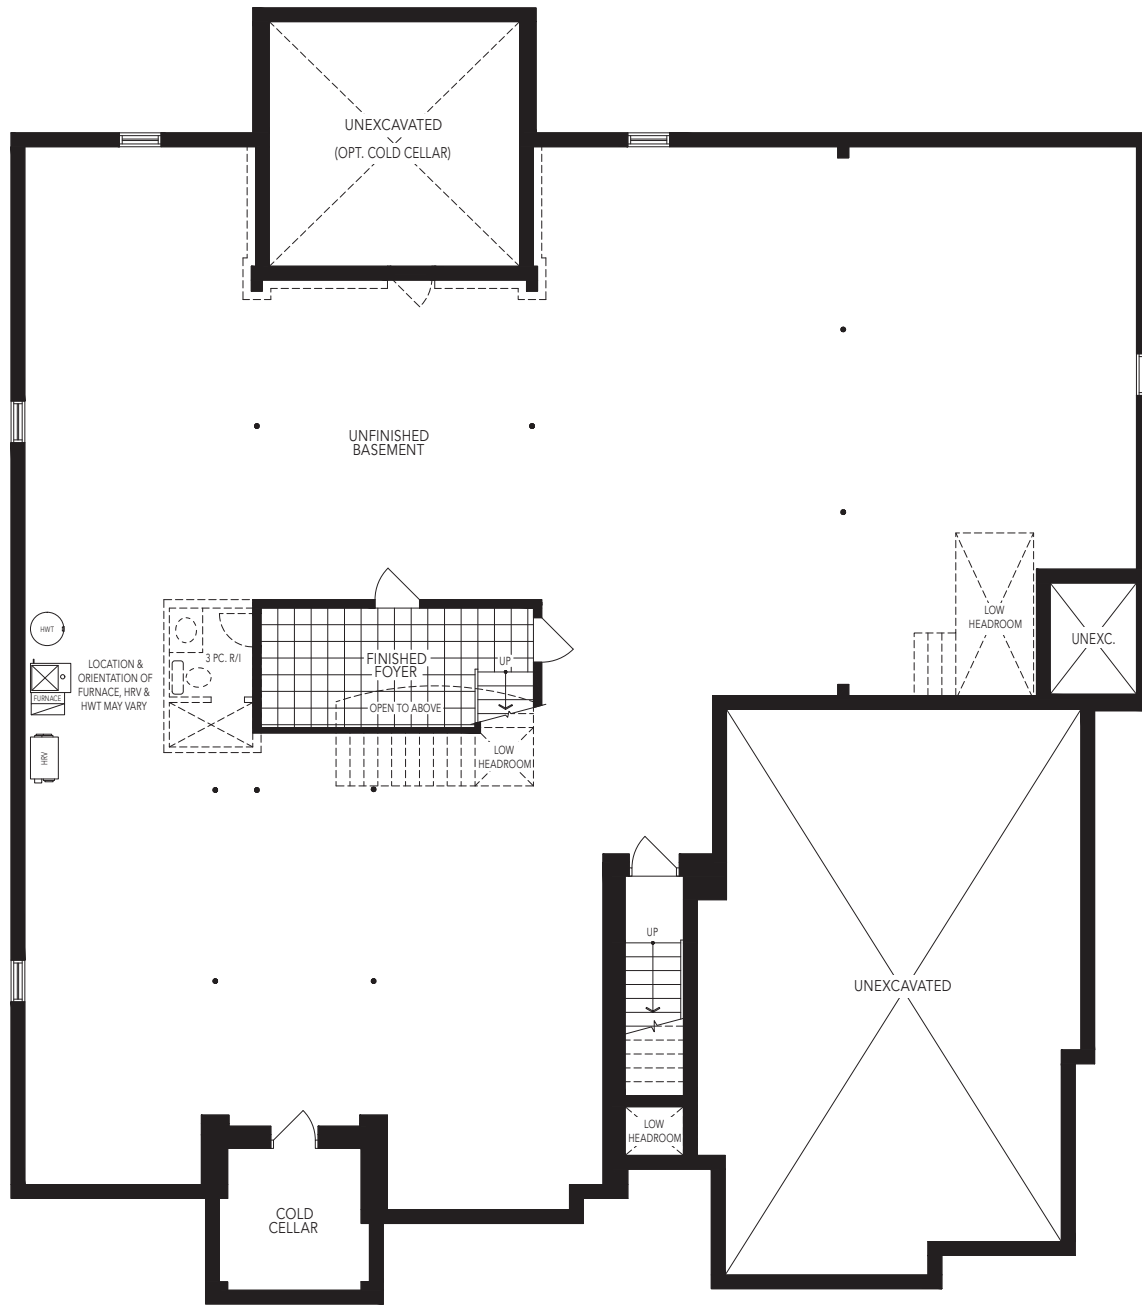 UNEXCAVATED
(OPT. COLD CELLAR)
UNFINISHED
BASEMENT
LOW
HEADROOM
UNEXC.
HWT
3 PC. R/I
FINISHED
FOYER
UP
LOCATION &
ORIENTATION OF
FURNACE, HRV &
HWT MAY VARY
FURNACE
OPEN TO ABOVE
HRV
LOW
HEADROOM
UP
UNEXCAVATED
LOW
HEADROOM
COLD
CELLAR